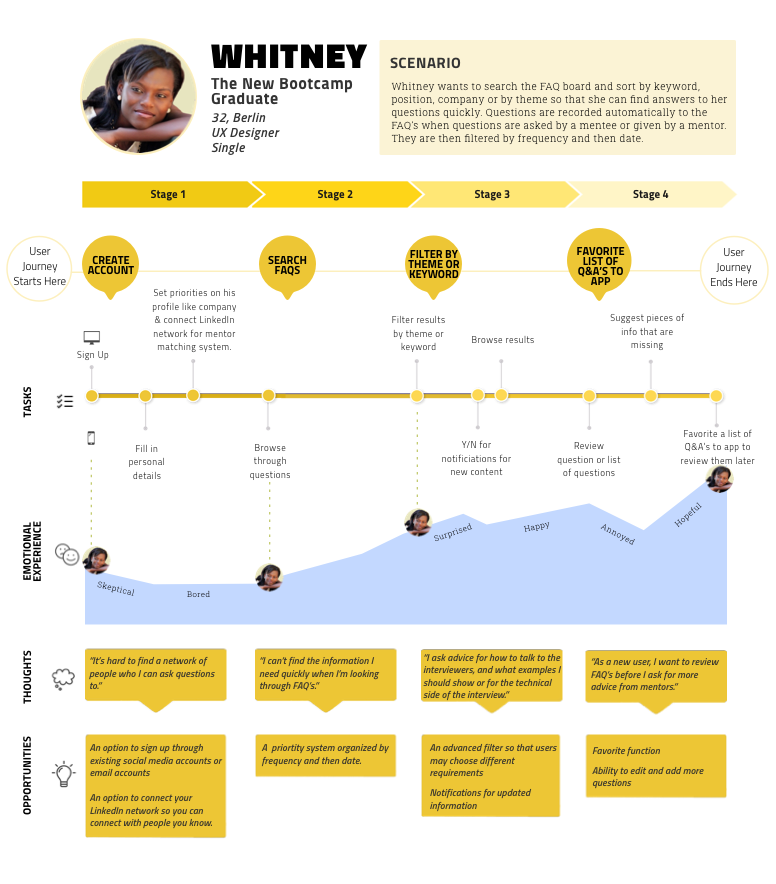 WHITNEY
The New Bootcamp
Graduate
32, Berlin
UX Designer
Single
SCENARIO
Whitney wants to search the FAQ board and sort by keyword,
position, company or by theme so that she can find answers to her
questions quickly. Questions are recorded automatically to the
FAQ's when questions are asked by a mentee or given by a mentor.
They are then filtered by frequency and then date.
Stage 1
Stage 2
Stage 3
Stage 4
User
Journey
Starts Here
CREATE
ACCOUNT
SEARCH
FAQS
FILTER BY
THEME OR
KEYWORD
FAVORITE
LIST OF
Q&A'S TO
APP
User
Journey
Ends Here
TASKS
Sign Up
Set priorities on his
profile like company
& connect LinkedIn
network for mentor
matching system.
Filter results
by theme or
keyword
Browse results
Suggest pieces of
info that are
missing
Fill in
personal
details
Browse
through
questions
Y/N for
notificiations for
new content
Review
question or list
of questions
Favorite a list of
Q&A's to app to
review them later
EMOTIONAL
EXPERIENCE
Skeptical
Bored
Surprised
Happy
Annoyed
Hopeful
THOUGHTS
"It's hard to find a network of
people who I can ask questions
to."
"I can't find the information I
need quickly when I'm looking
through FAQ's."
"I ask advice for how to talk to the
interviewers, and what examples I
should show or for the technical
side of the interview."
"As a new user, I want to review
FAQ's before I ask for more
advice from mentors."
OPPORTUNITIES
An option to sign up through
existing social media accounts or
email accounts
An option to connect your
LinkedIn network so you can
connect with people you know.
A priortity system organized by
frequency and then date.
An advanced filter so that users
may choose different
requirements
Notifications for updated
information
Favorite function
Ability to edit and add more
questions